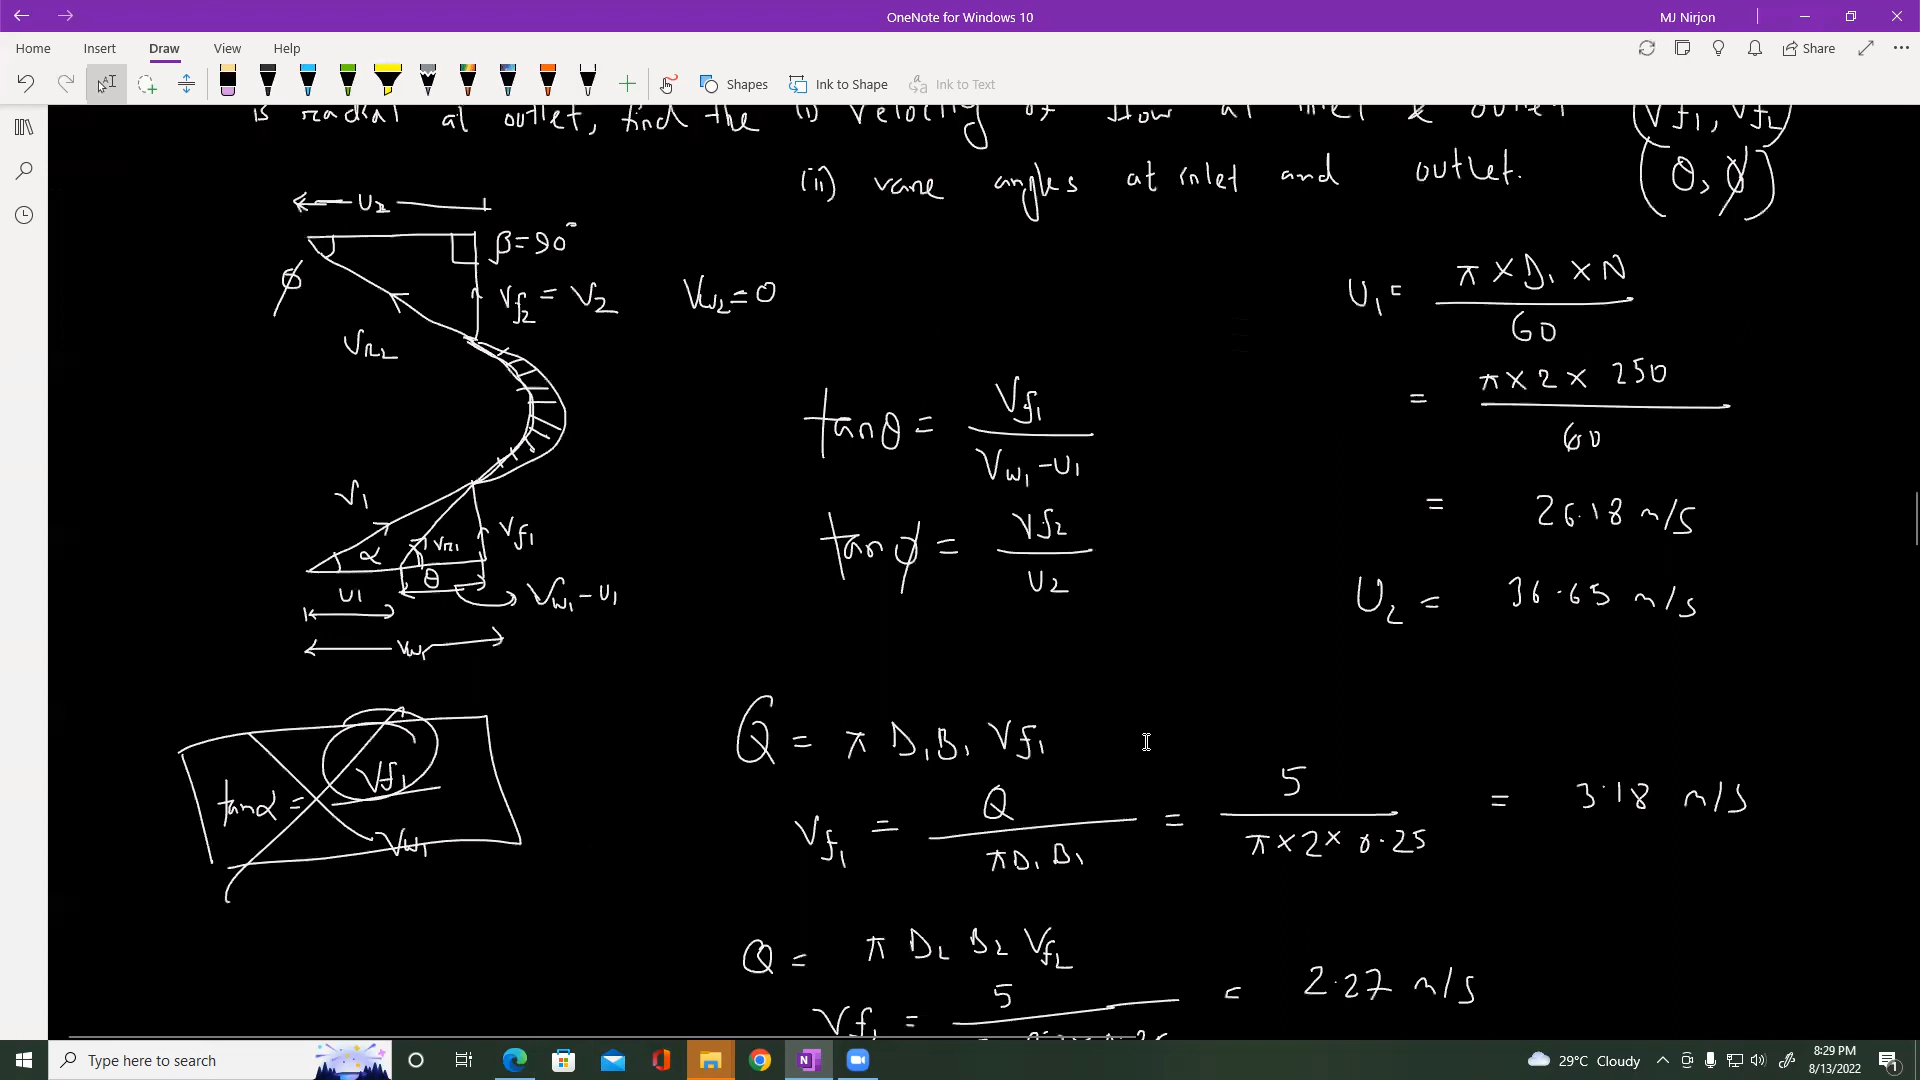 OneNote for Windows 10
MJ Nirjon
Home Insert Draw View Help
Share
Shapes
Ink to Shape
Ink to Text
is radial at outlet, find the (i) velocity of flow at inlet & outlet (Vf1, Vf2)
(ii) vane angles at inlet and outlet. (θ, φ)
U2
β=90°
φ
Vf2 = V2
Vw2=0
VR2
U1 = π × D1 × N
60
= π × 2 × 250
60
= 26.18 m/s
U2 = 36.65 m/s
tanθ = Vf1
Vw1 - U1
tanφ = Vf2
U2
V1
α
VR1
Vf1
θ
U1
Vw1 - U1
Vw1
tanα = Vf1
Vw1
Q = π D1 B1 Vf1
Vf1 = Q = 5 = 3.18 m/s
πD1 B1
π×2×0.25
Q = π D2 B2 Vf2
Vf1 = 5 = 2.27 m/s
Type here to search
29°C Cloudy
8:29 PM
8/13/2022
1